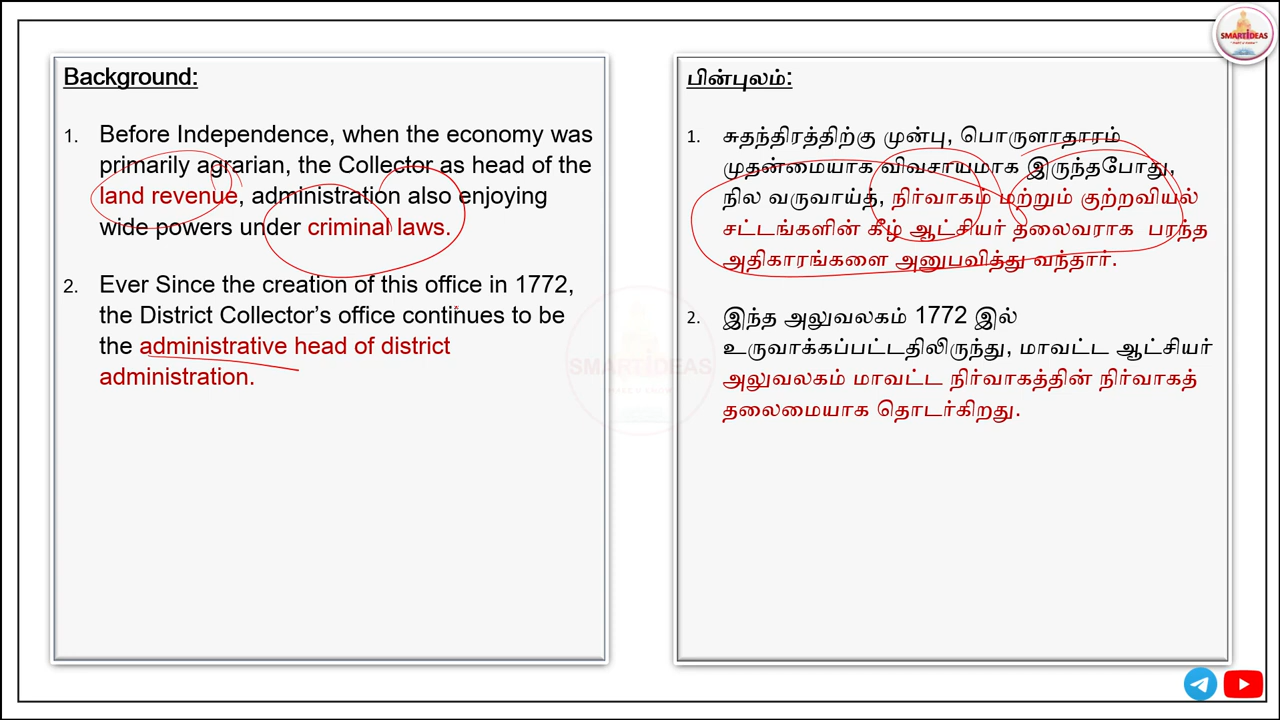 SMARTIDEAS
Background:
1. Before Independence, when the economy was
primarily agrarian, the Collector as head of the
land revenue, administration also enjoying
wide powers under criminal laws.
2. Ever Since the creation of this office in 1772,
the District Collector's office continues to be
the administrative head of district
administration.
பின்புலம்:
1. சுதந்திரத்திற்கு முன்பு, பொருளாதாரம்
முதன்மையாக விவசாயமாக இருந்தபோது,
நில வருவாய்த், நிர்வாகம் மற்றும் குற்றவியல்
சட்டங்களின் கீழ் ஆட்சியர் தலைவராக பரந்த
அதிகாரங்களை அனுபவித்து வந்தார்.
2. இந்த அலுவலகம் 1772 இல்
உருவாக்கப்பட்டதிலிருந்து, மாவட்ட ஆட்சியர்
அலுவலகம் மாவட்ட நிர்வாகத்தின் நிர்வாகத்
தலைமையாக தொடர்கிறது.
SMARTIDEAS